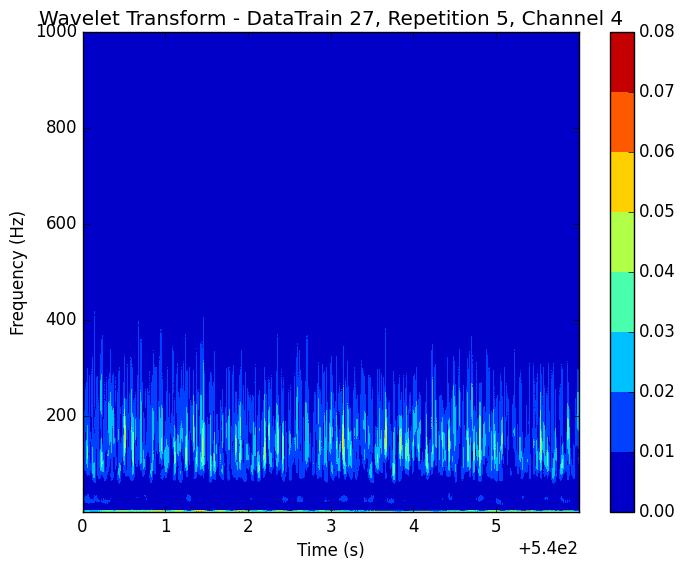 Wavelet Transform - DataTrain 27, Repetition 5, Channel 4
1000
800
600
400
200
Frequency (Hz)
0 1 2 3 4 5
Time (s)
+5.4e2
0.08
0.07
0.06
0.05
0.04
0.03
0.02
0.01
0.00